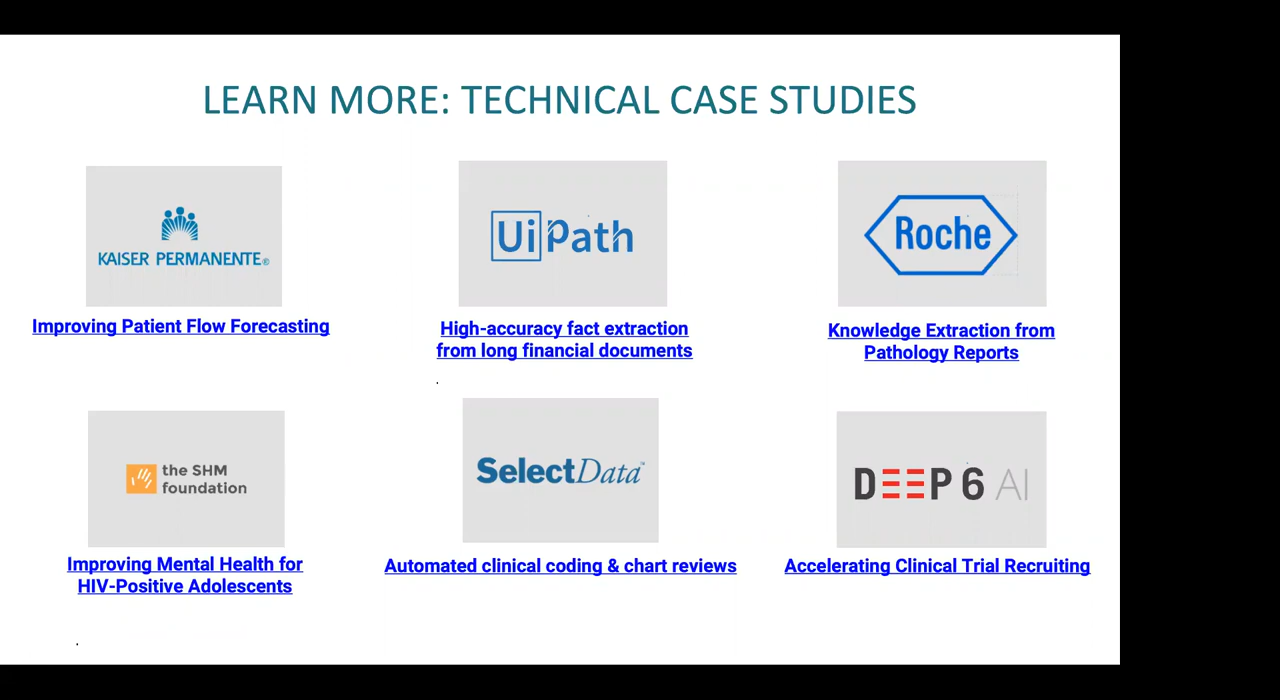 LEARN MORE: TECHNICAL CASE STUDIES
KAISER PERMANENTE®
Improving Patient Flow Forecasting
UiPath
High-accuracy fact extraction
from long financial documents
Roche
Knowledge Extraction from
Pathology Reports
the SHM
foundation
Improving Mental Health for
HIV-Positive Adolescents
SelectData™
Automated clinical coding & chart reviews
DEEP 6 AI
Accelerating Clinical Trial Recruiting